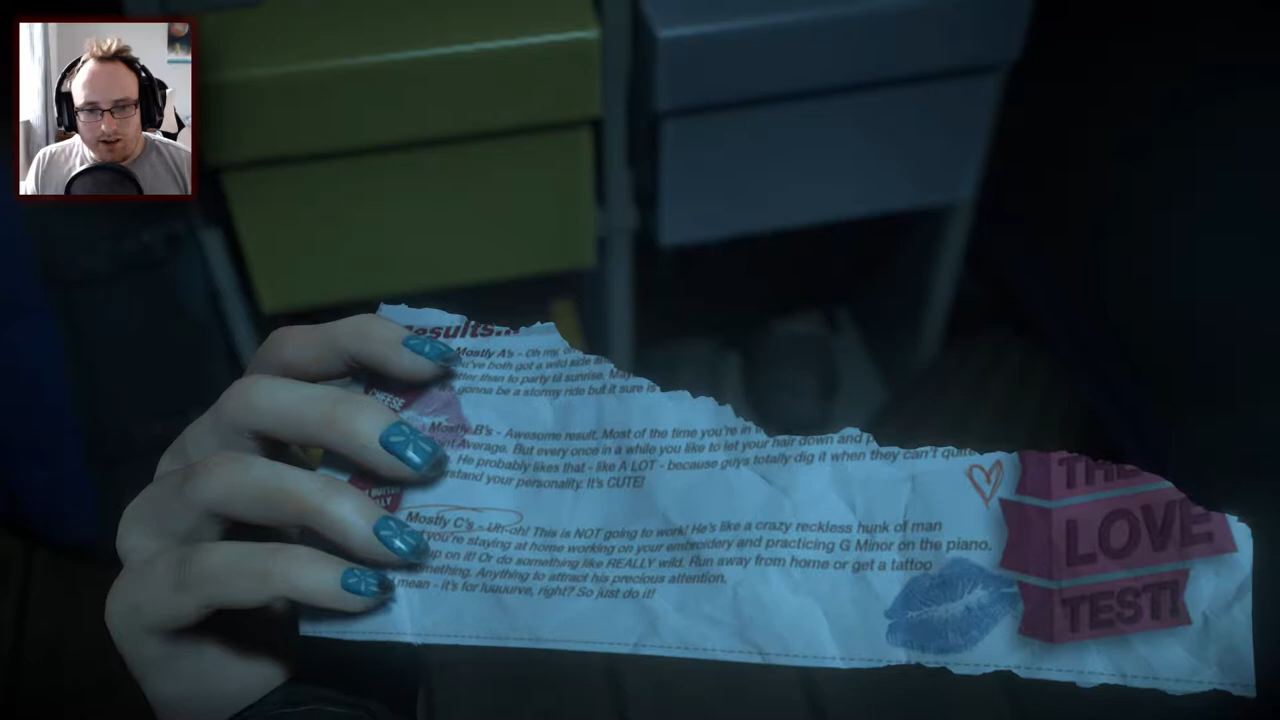 Results..
Mostly A's - Oh my
you've both got a wild side
than to party til sunrise.
gonna be a stormy ride but it sure is
CHEESE
Mostly B's - Awesome result. Most of the time you're in
Average. But every once in a while you like to let your hair down and
He probably likes that - like A LOT - because guys totally dig it when they can't quite
your personality. It's CUTE!
Mostly C's - Uh-oh! This is NOT going to work! He's like a crazy reckless hunk of man
you're staying at home working on your embroidery and practicing G Minor on the piano.
up on it! Or do something like REALLY wild. Run away from home or get a tattoo
something. Anything to attract his precious attention.
mean - it's for luuuurve, right? So just do it!
THE
LOVE
TEST!